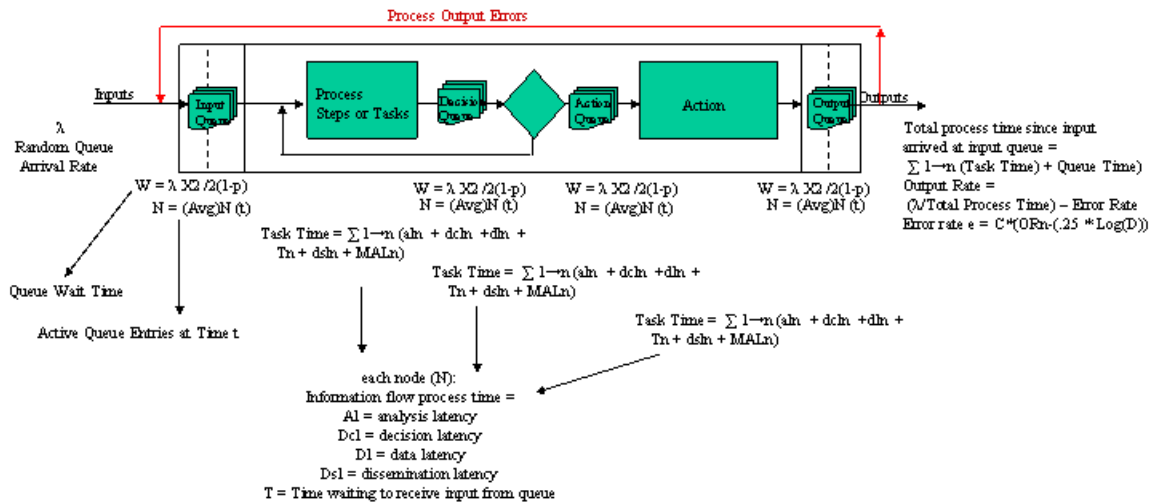 Process Output Errors
Inputs
Input
Queue
Process
Steps or Tasks
Decision
Queue
Action
Queue
Action
Output
Queue
Outputs
λ
Random Queue
Arrival Rate
Total process time since input
arrived at input queue =
∑ 1→n (Task Time) + Queue Time)
Output Rate =
(λ/Total Process Time) – Error Rate
Error rate e = C*(ORn-(.25 * Log(D))
W = λ X2 /2(1-p)
N = (Avg)N (t)
W = λ X2 /2(1-p)
N = (Avg)N (t)
W = λ X2 /2(1-p)
N = (Avg)N (t)
W = λ X2 /2(1-p)
N = (Avg)N (t)
Task Time = ∑ 1→n (aln + dcln +dln +
Tn + dsln + MALn)
Task Time = ∑ 1→n (aln + dcln +dln +
Tn + dsln + MALn)
Task Time = ∑ 1→n (aln + dcln +dln +
Tn + dsln + MALn)
Queue Wait Time
Active Queue Entries at Time t
each node (N):
Information flow process time =
Al = analysis latency
Dcl = decision latency
Dl = data latency
Dsl = dissemination latency
T = Time waiting to receive input from queue